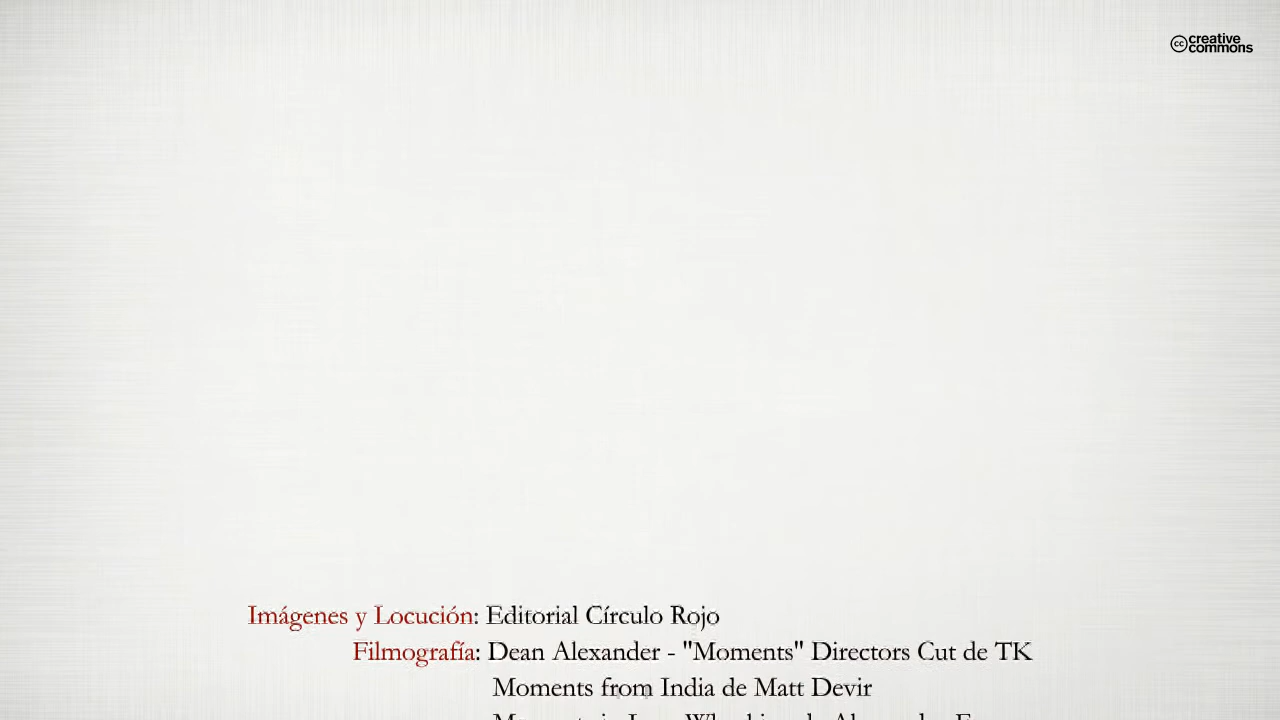 creative
commons
Imágenes y Locución: Editorial Círculo Rojo
Filmografía: Dean Alexander - "Moments" Directors Cut de TK
Moments from India de Matt Devir